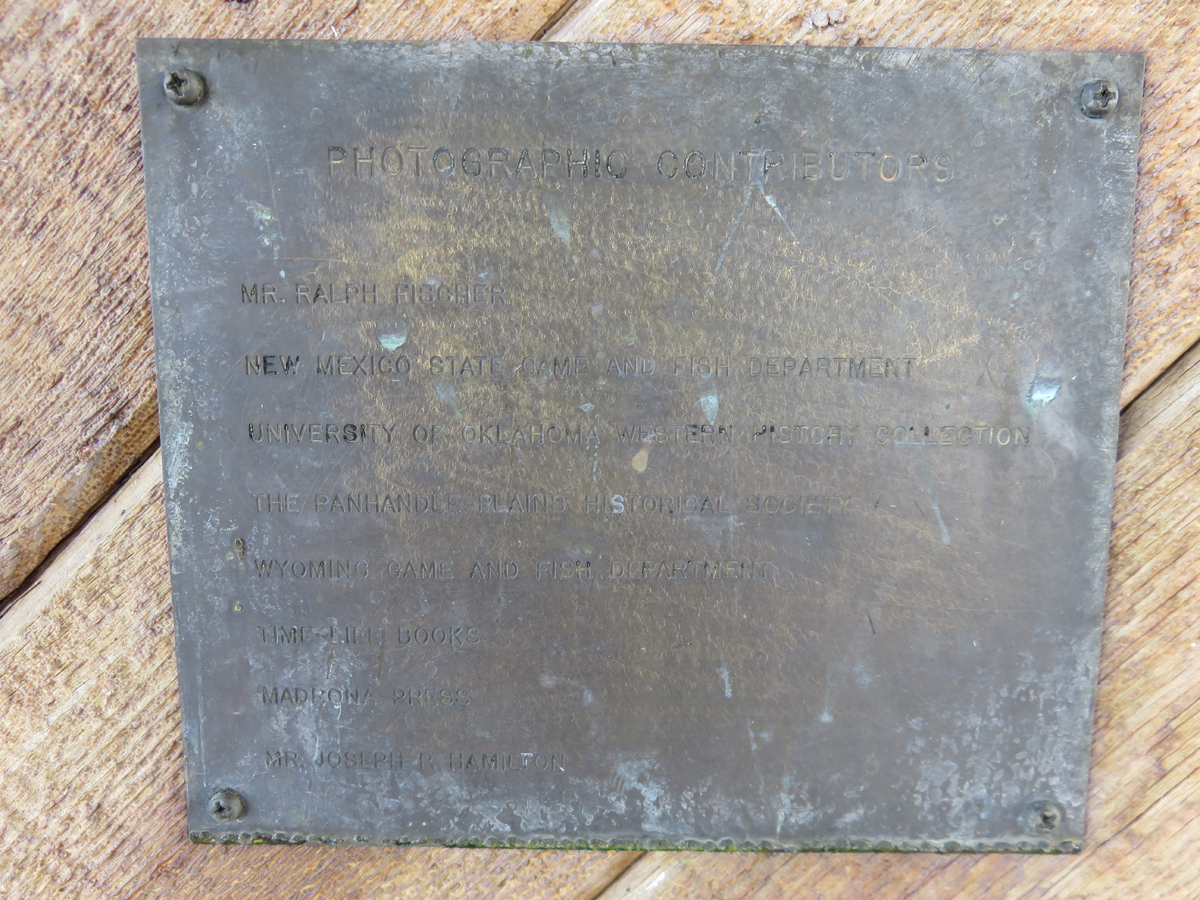 PHOTOGRAPHIC CONTRIBUTORS
MR. RALPH FISCHER
NEW MEXICO STATE GAME AND FISH DEPARTMENT
UNIVERSITY OF OKLAHOMA WESTERN HISTORY COLLECTION
THE PANHANDLE PLAINS HISTORICAL SOCIETY
WYOMING GAME AND FISH DEPARTMENT
TIME-LIFE BOOKS
MADRONA PRESS
MR. JOSEPH R. HAMILTON